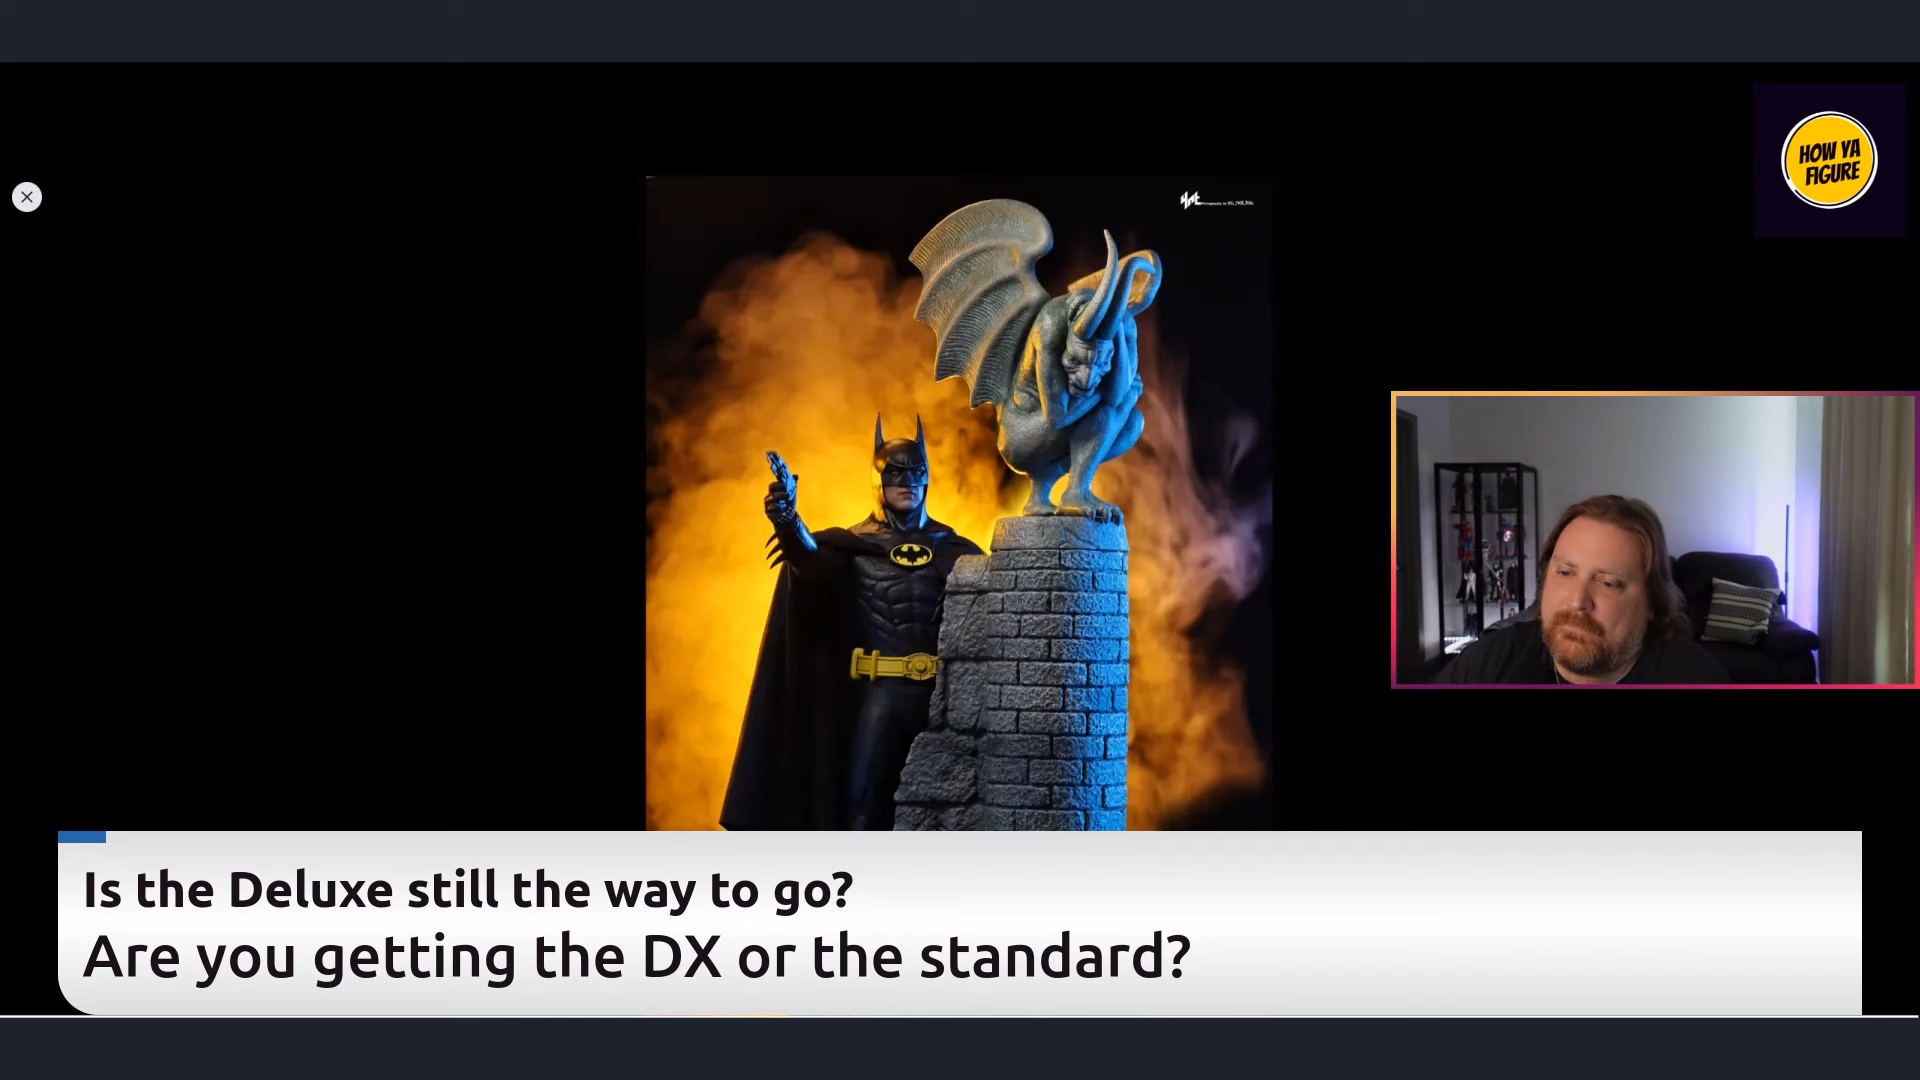 HOW YA
FIGURE
Is the Deluxe still the way to go?
Are you getting the DX or the standard?